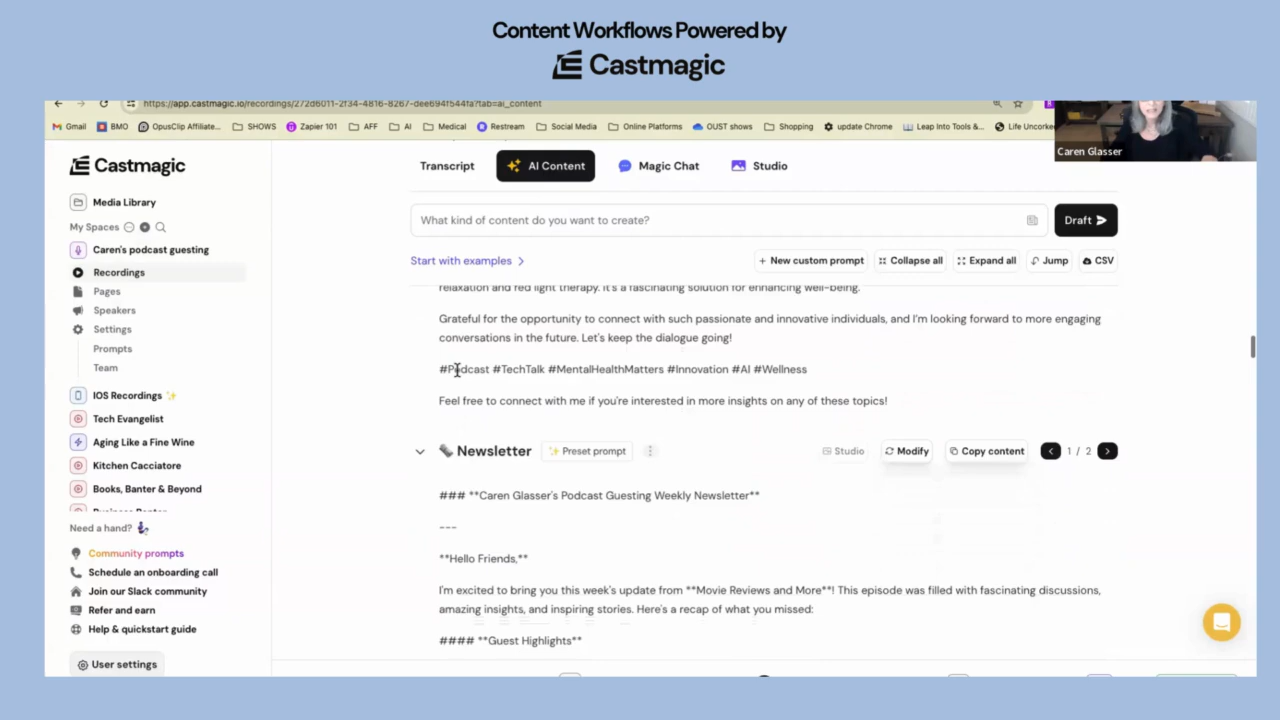 Content Workflows Powered by
Castmagic
https://app.castmagic.io/recordings/272d6011-2f34-4816-8267-dee694f544fa?tab=ai_content
Gmail BMO OpusClip Affiliate... SHOWS Zapier 101 AFF AI Medical Restream Social Media Online Platforms OUST shows Shopping update Chrome Leap Into Tools &... Life Uncorke
Caren Glasser
Castmagic
Transcript AI Content Magic Chat Studio
Media Library
My Spaces
What kind of content do you want to create? Draft
Caren's podcast guesting
Start with examples + New custom prompt Collapse all Expand all Jump CSV
Recordings
Pages
Speakers
Settings
Prompts
Team
IOS Recordings
Tech Evangelist
Aging Like a Fine Wine
Kitchen Cacciatore
Books, Banter & Beyond
Need a hand?
Community prompts
Schedule an onboarding call
Join our Slack community
Refer and earn
Help & quickstart guide
User settings
relaxation and red light therapy. It's a fascinating solution for enhancing well-being.
Grateful for the opportunity to connect with such passionate and innovative individuals, and I'm looking forward to more engaging
conversations in the future. Let's keep the dialogue going!
#Podcast #TechTalk #MentalHealthMatters #Innovation #AI #Wellness
Feel free to connect with me if you're interested in more insights on any of these topics!
Newsletter Preset prompt Studio Modify Copy content 1 / 2
### **Caren Glasser's Podcast Guesting Weekly Newsletter**
---
**Hello Friends,**
I'm excited to bring you this week's update from **Movie Reviews and More**! This episode was filled with fascinating discussions,
amazing insights, and inspiring stories. Here's a recap of what you missed:
#### **Guest Highlights**